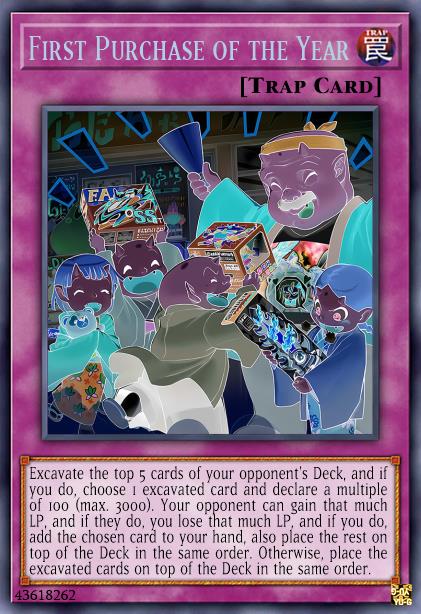 First Purchase of the Year
TRAP
罠
[Trap Card]
Excavate the top 5 cards of your opponent's Deck, and if
you do, choose 1 excavated card and declare a multiple
of 100 (max. 3000). Your opponent can gain that much
LP, and if they do, you lose that much LP, and if you do,
add the chosen card to your hand, also place the rest on
top of the Deck in the same order. Otherwise, place the
excavated cards on top of the Deck in the same order.
43618262